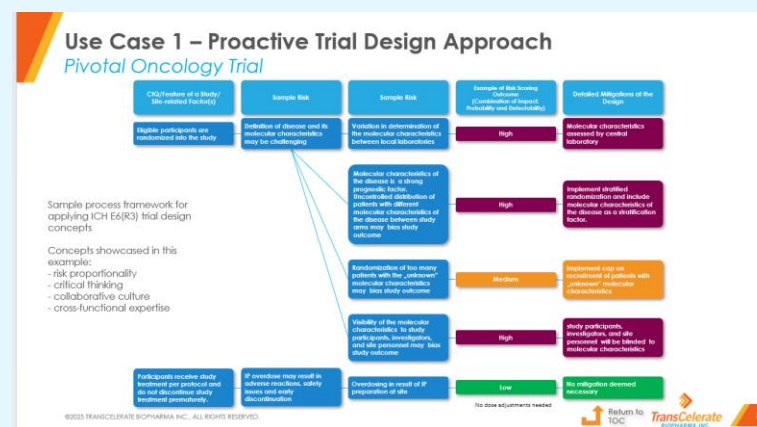 Use Case 1 – Proactive Trial Design Approach
Pivotal Oncology Trial
CtQ/Feature of a Study/
Site-related Factor(s)
Sample Risk
Sample Risk
Example of Risk Scoring
Outcome
(Combination of Impact,
Probability and Detectability)
Detailed Mitigations at the
Design
Eligible participants are
randomized into the study
Definition of disease and its
molecular characteristics
may be challenging
Variation in determination of
the molecular characteristics
between local laboratories
High
Molecular characteristics
assessed by central
laboratory
Molecular characteristics of
the disease is a strong
prognostic factor.
Uncontrolled distribution of
patients with different
molecular characteristics of
the disease between study
arms may bias study
outcome
High
Implement stratified
randomization and include
molecular characteristics of
the disease as a stratification
factor.
Sample process framework for
applying ICH E6(R3) trial design
concepts
Concepts showcased in this
example:
- risk proportionality
- critical thinking
- collaborative culture
- cross-functional expertise
Randomization of too many
patients with the „unknown"
molecular characteristics
may bias study outcome
Medium
Implement cap on
recruitment of patients with
„unknown" molecular
characteristics
Visibility of the molecular
characteristics to study
participants, investigators,
and site personnel may bias
study outcome
High
study participants,
investigators, and site
personnel will be blinded to
molecular characteristics
Participants receive study
treatment per protocol and
do not discontinue study
treatment prematurely.
IP overdose may result in
adverse reactions, safety
issues and early
discontinuation
Overdosing in result of IP
preparation at site
Low
No mitigation deemed
necessary
No dose adjustments needed
©2025 TRANSCELERATE BIOPHARMA INC., ALL RIGHTS RESERVED.
Return to
TOC
TransCelerate
BIOPHARMA INC.